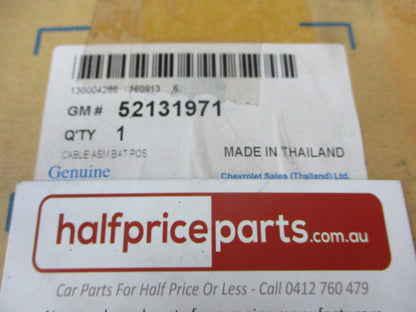 130004268 160913 6
GM # 52131971
Q'TY 1
CABLE ASM.BAT POS
MADE IN THAILAND
Genuine
Chevrolet Sales (Thailand) Ltd.
halfpriceparts.com.au
Car Parts For Half Price Or Less - Call 0412 760 479